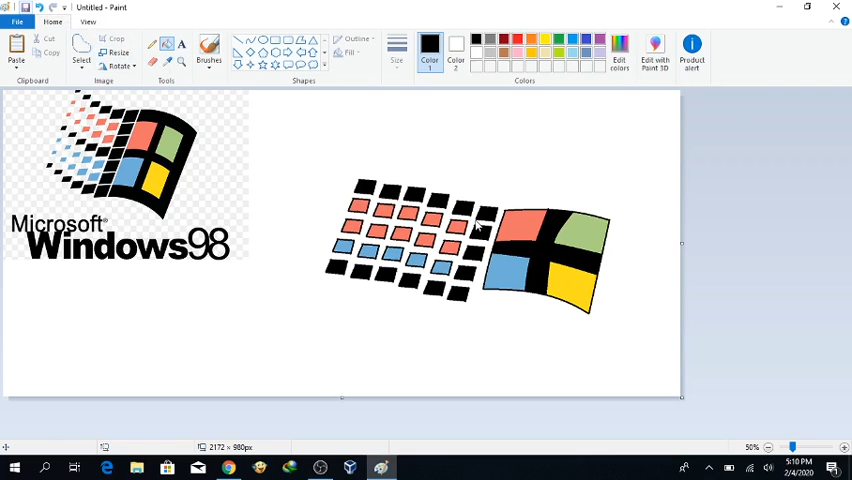 Untitled - Paint
File
Home
View
Paste
Cut
Copy
Clipboard
Select
Crop
Resize
Rotate
Image
A
Tools
Brushes
Outline
Fill
Shapes
Size
Color
1
Color
2
Edit
colors
Colors
Edit with
Paint 3D
Product
alert
Microsoft®
Windows98
2172 × 980px
50%
5:10 PM
2/4/2020